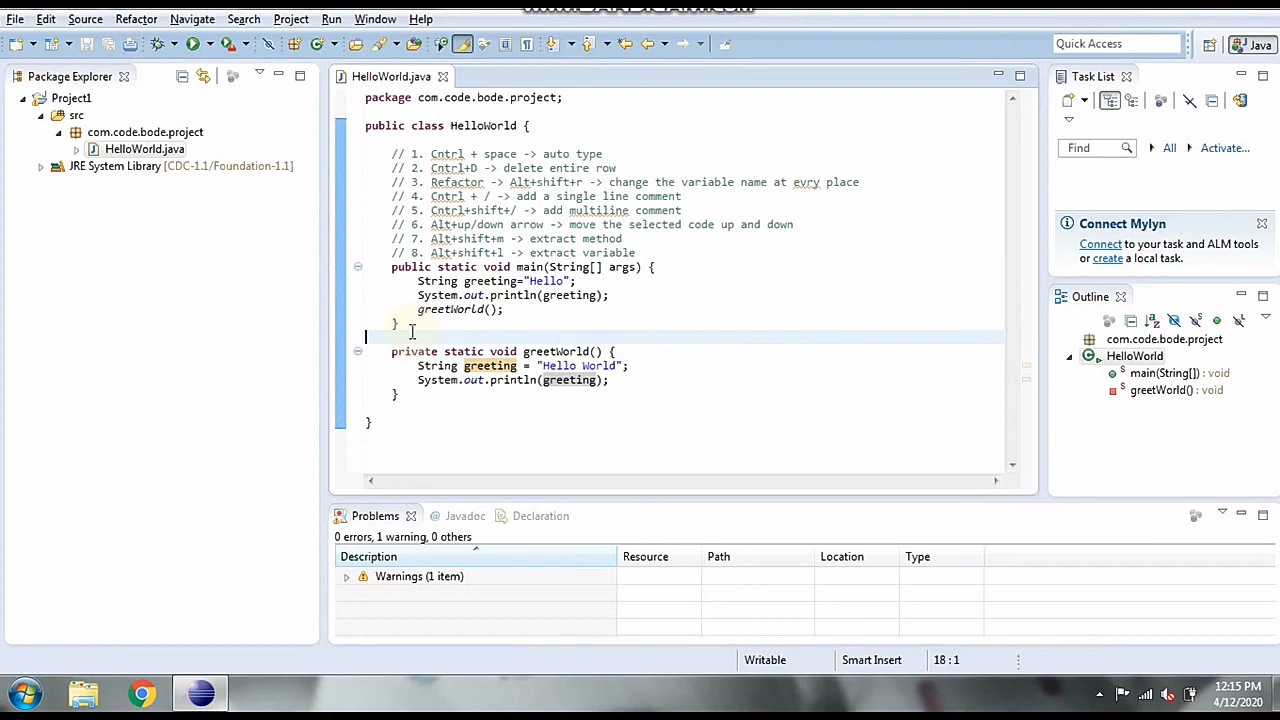 File Edit Source Refactor Navigate Search Project Run Window Help
Quick Access
Java
Package Explorer
Project1
src
com.code.bode.project
HelloWorld.java
JRE System Library [CDC-1.1/Foundation-1.1]
HelloWorld.java
package com.code.bode.project;
public class HelloWorld {
// 1. Cntrl + space -> auto type
// 2. Cntrl+D -> delete entire row
// 3. Refactor -> Alt+shift+r -> change the variable name at evry place
// 4. Cntrl + / -> add a single line comment
// 5. Cntrl+shift+/ -> add multiline comment
// 6. Alt+up/down arrow -> move the selected code up and down
// 7. Alt+shift+m -> extract method
// 8. Alt+shift+l -> extract variable
public static void main(String[] args) {
String greeting="Hello";
System.out.println(greeting);
greetWorld();
}
private static void greetWorld() {
String greeting = "Hello World";
System.out.println(greeting);
}
}
Task List
Find
All
Activate...
Connect Mylyn
Connect to your task and ALM tools
or create a local task.
Outline
com.code.bode.project
HelloWorld
main(String[]) : void
greetWorld() : void
Problems @ Javadoc Declaration
0 errors, 1 warning, 0 others
Description Resource Path Location Type
Warnings (1 item)
Writable Smart Insert 18 : 1
12:15 PM
4/12/2020